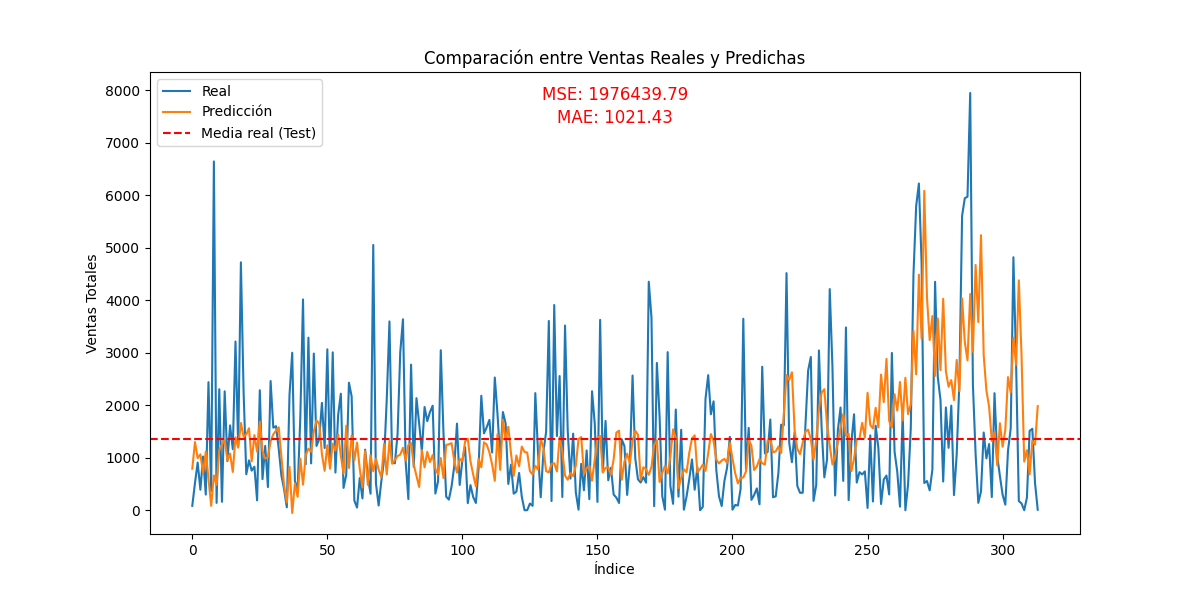 Comparación entre Ventas Reales y Predichas
Real
Predicción
Media real (Test)
MSE: 1976439.79
MAE: 1021.43
8000
7000
6000
5000
4000
3000
2000
1000
0
Ventas Totales
0 50 100 150 200 250 300
Índice